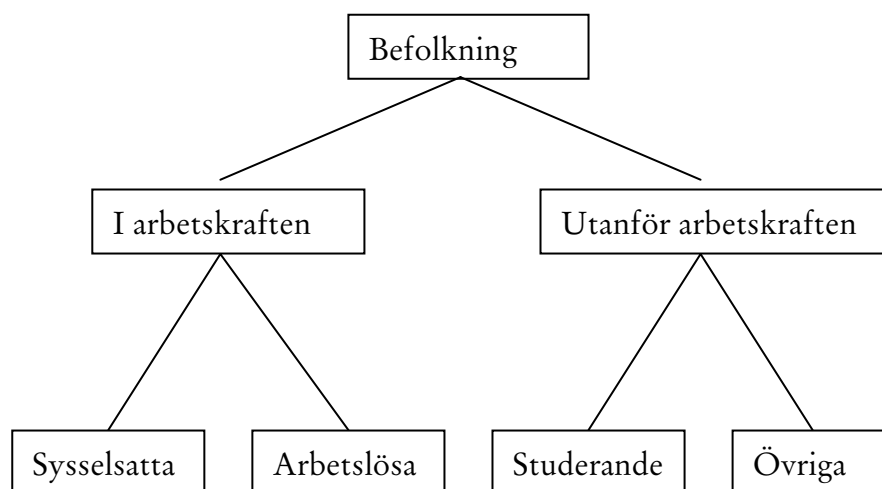 Befolkning
I arbetskraften
Utanför arbetskraften
Sysselsatta
Arbetslösa
Studerande
Övriga